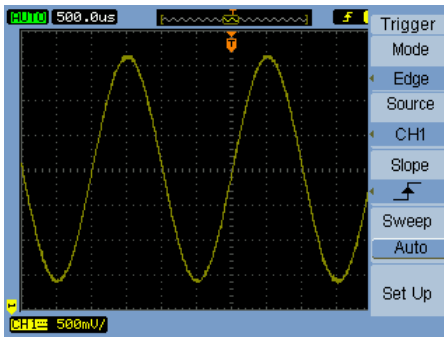 AUTO 500.0us
T
Trigger
Mode
Edge
Source
CH1
Slope
Sweep
Auto
Set Up
CH1 500mV/